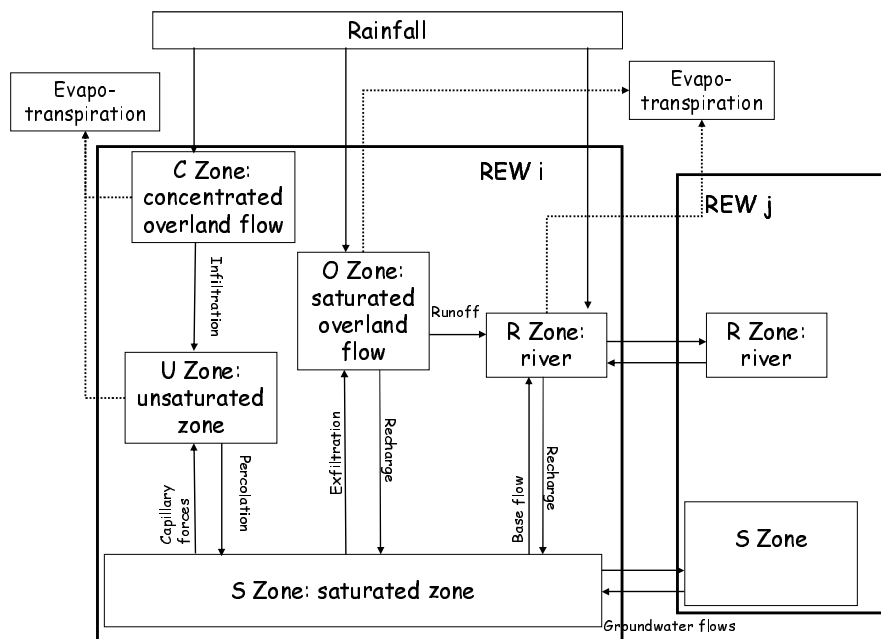 Rainfall
Evapo-
transpiration
Evapo-
transpiration
C Zone:
concentrated
overland flow
REW i
REW j
Infiltration
O Zone:
saturated
overland
flow
Runoff
R Zone:
river
R Zone:
river
U Zone:
unsaturated
zone
Capillary
forces
Percolation
Exfiltration
Recharge
Base flow
Recharge
S Zone
S Zone: saturated zone
Groundwater flows